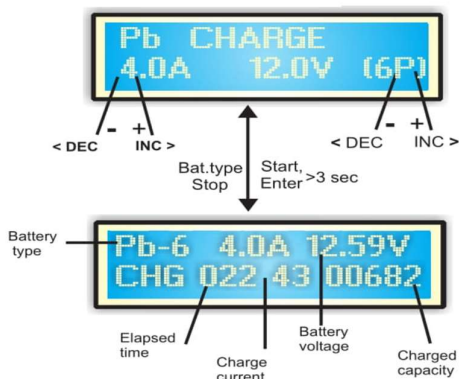 Pb CHARGE
4.0A 12.0V (6P)
- +
< DEC INC >
- +
< DEC INC >
Bat.type
Stop
Start,
Enter >3 sec
Battery
type
Pb-6 4.0A 12.59V
CHG 022 43 00682
Elapsed
time
Charge
current
Battery
voltage
Charged
capacity